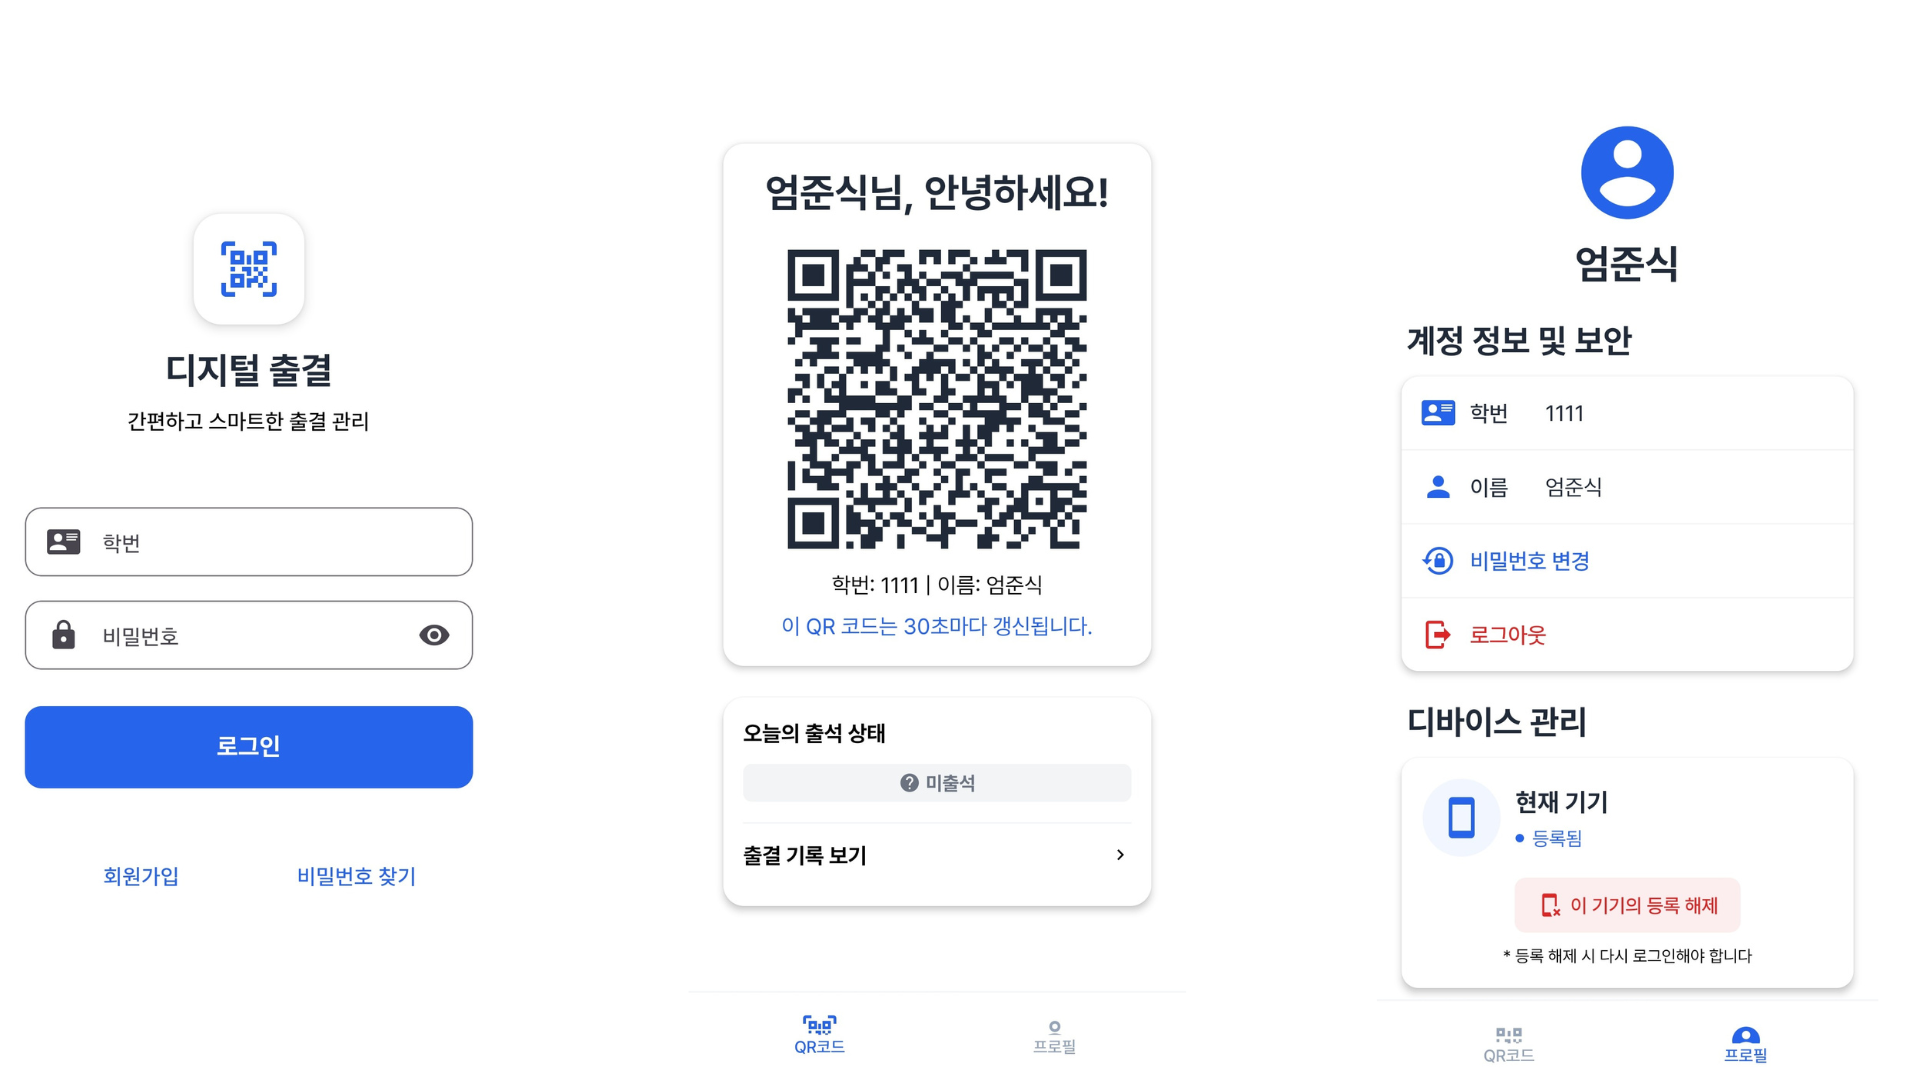 디지털 출결
간편하고 스마트한 출결 관리
학번
비밀번호
로그인
회원가입
비밀번호 찾기
엄준식님, 안녕하세요!
학번: 1111 | 이름: 엄준식
이 QR 코드는 30초마다 갱신됩니다.
오늘의 출석 상태
미출석
출결 기록 보기
QR코드
프로필
엄준식
계정 정보 및 보안
학번 1111
이름 엄준식
비밀번호 변경
로그아웃
디바이스 관리
현재 기기
등록됨
이 기기의 등록 해제
* 등록 해제 시 다시 로그인해야 합니다
QR코드
프로필